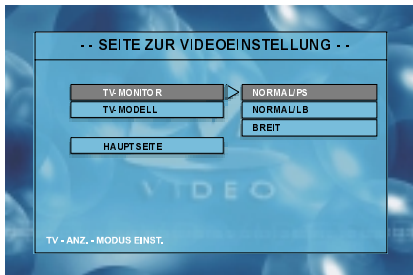 - - SEITE ZUR VIDEOEINSTELLUNG - -
TV-MONITOR
NORMAL/PS
TV-MODELL
NORMAL/LB
BREIT
HAUPTSEITE
VIDEO
TV - ANZ. - MODUS EINST.